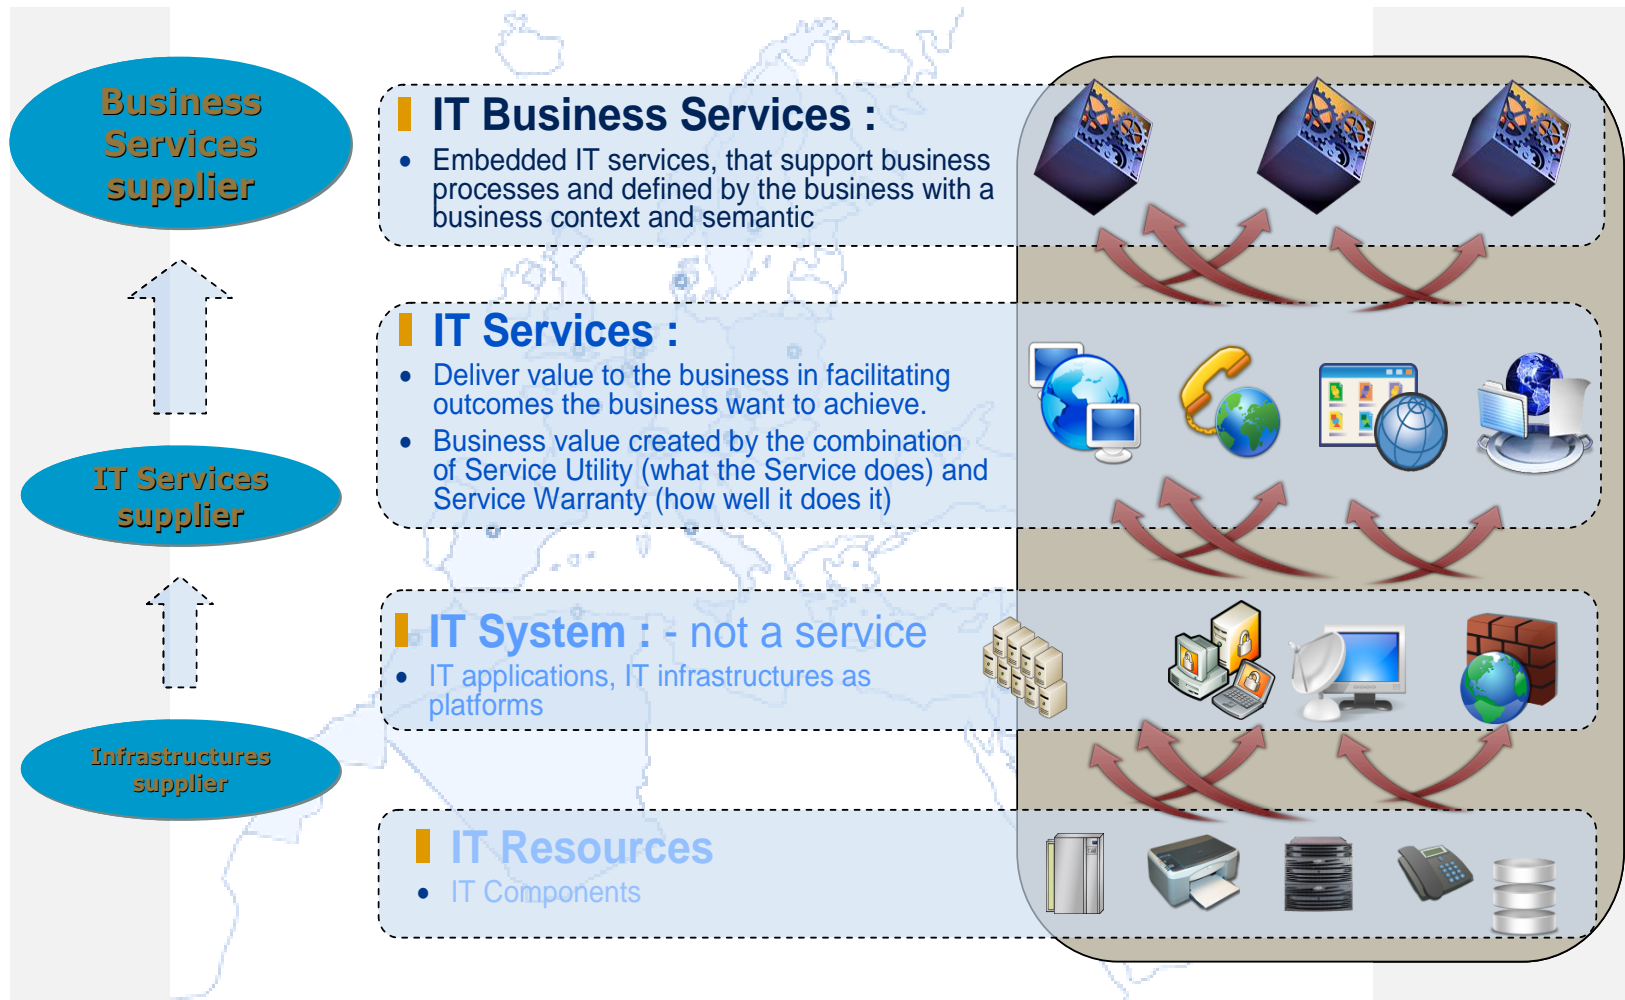 Business
Services
supplier
IT Services
supplier
Infrastructures
supplier
IT Business Services :
• Embedded IT services, that support business
processes and defined by the business with a
business context and semantic
IT Services :
• Deliver value to the business in facilitating
outcomes the business want to achieve.
• Business value created by the combination
of Service Utility (what the Service does) and
Service Warranty (how well it does it)
IT System : - not a service
• IT applications, IT infrastructures as
platforms
IT Resources
• IT Components